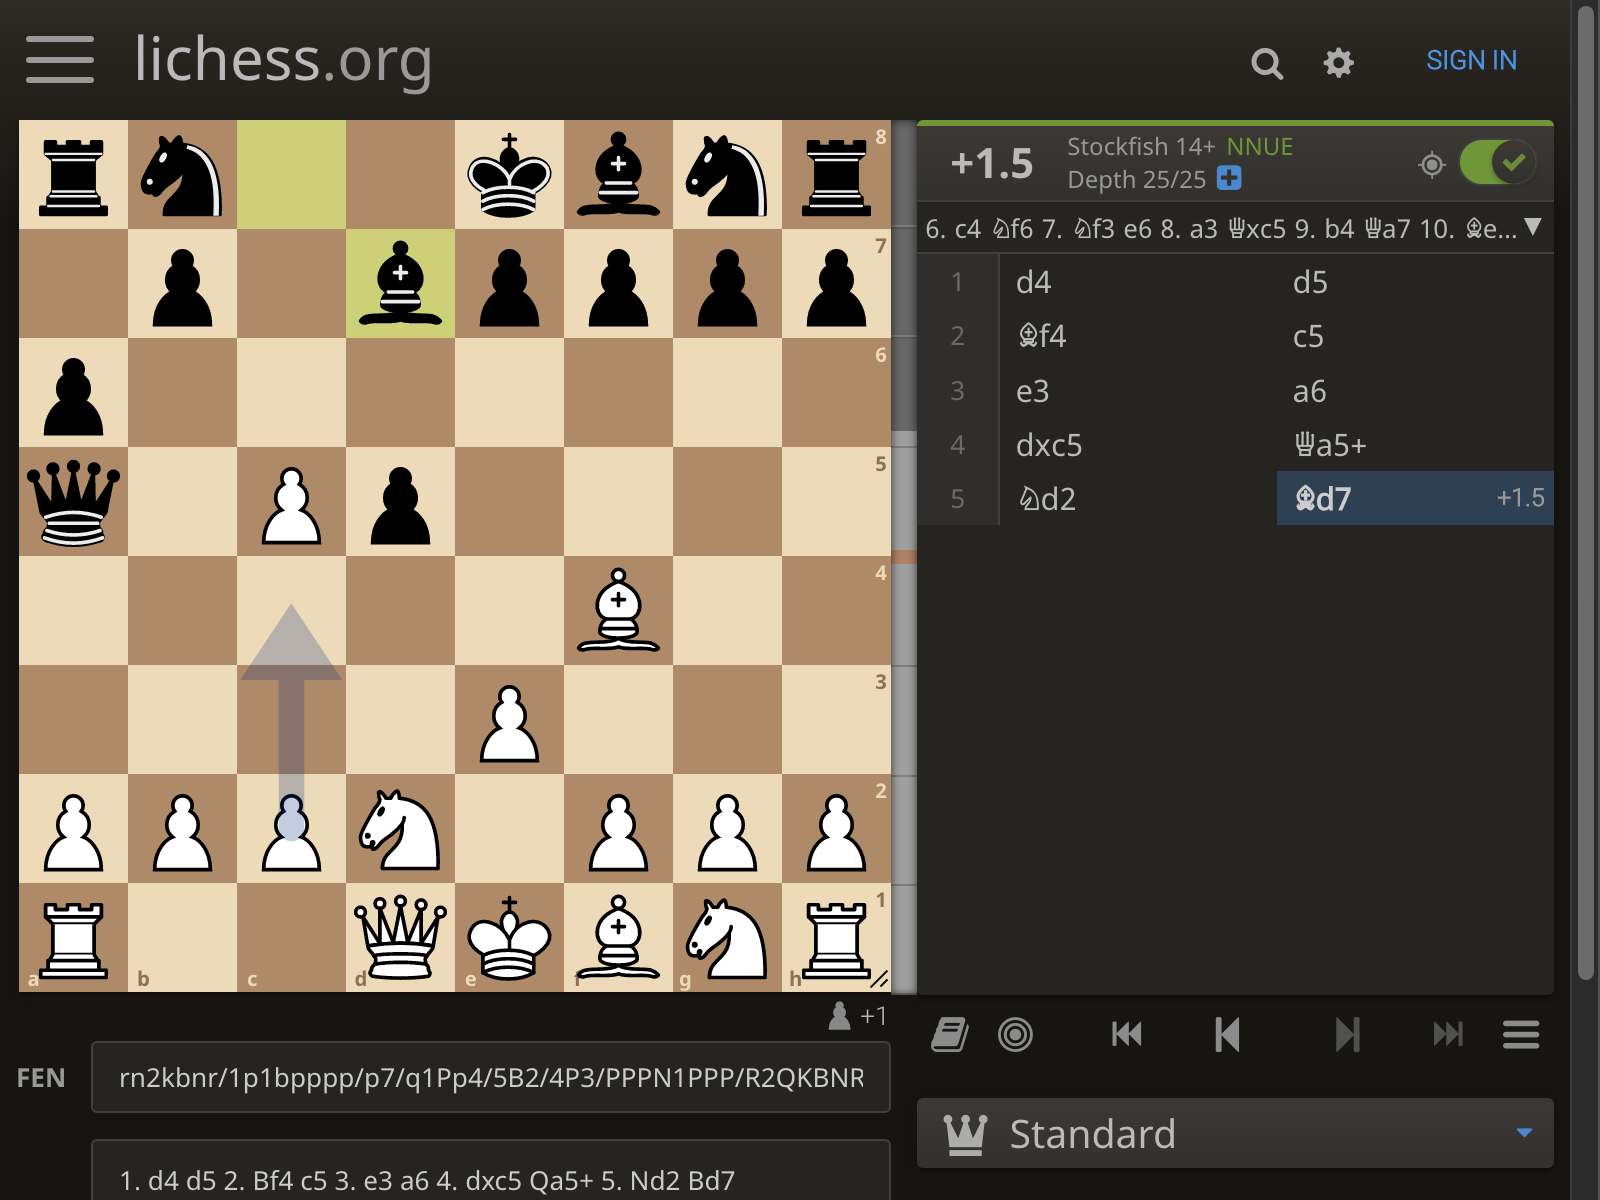 lichess.org
SIGN IN
8
7
6
5
4
3
2
1
a b c d e f g h
+1
FEN rn2kbnr/1p1bpppp/p7/q1Pp4/5B2/4P3/PPPN1PPP/R2QKBNR
1. d4 d5 2. Bf4 c5 3. e3 a6 4. dxc5 Qa5+ 5. Nd2 Bd7
+1.5 Stockfish 14+ NNUE
Depth 25/25
6. c4 ♘f6 7. ♘f3 e6 8. a3 ♕xc5 9. b4 ♕a7 10. ♗e...
1 d4 d5
2 ♗f4 c5
3 e3 a6
4 dxc5 ♕a5+
5 ♘d2 ♗d7 +1.5
Standard